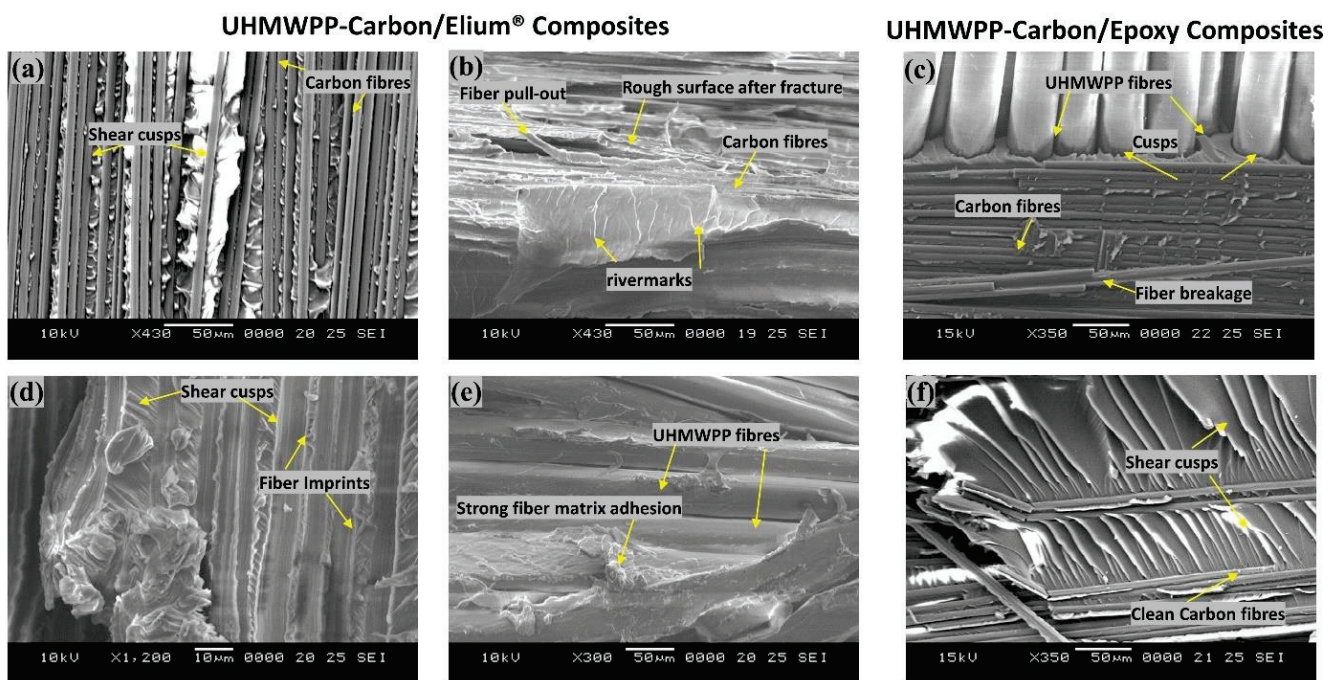 UHMWPP-Carbon/Elium® Composites
UHMWPP-Carbon/Epoxy Composites
(a)
Carbon fibres
Shear cusps
10kV X430 50μm 0000 20 25 SEI
(b)
Fiber pull-out
Rough surface after fracture
Carbon fibres
rivermarks
10kV X430 50μm 0000 19 25 SEI
(c)
UHMWPP fibres
Cusps
Carbon fibres
Fiber breakage
15kV X350 50μm 0000 22 25 SEI
(d)
Shear cusps
Fiber Imprints
10kV X1,200 10μm 0000 20 25 SEI
(e)
UHMWPP fibres
Strong fiber matrix adhesion
10kV X300 50μm 0000 20 25 SEI
(f)
Shear cusps
Clean Carbon fibres
15kV X350 50μm 0000 21 25 SEI